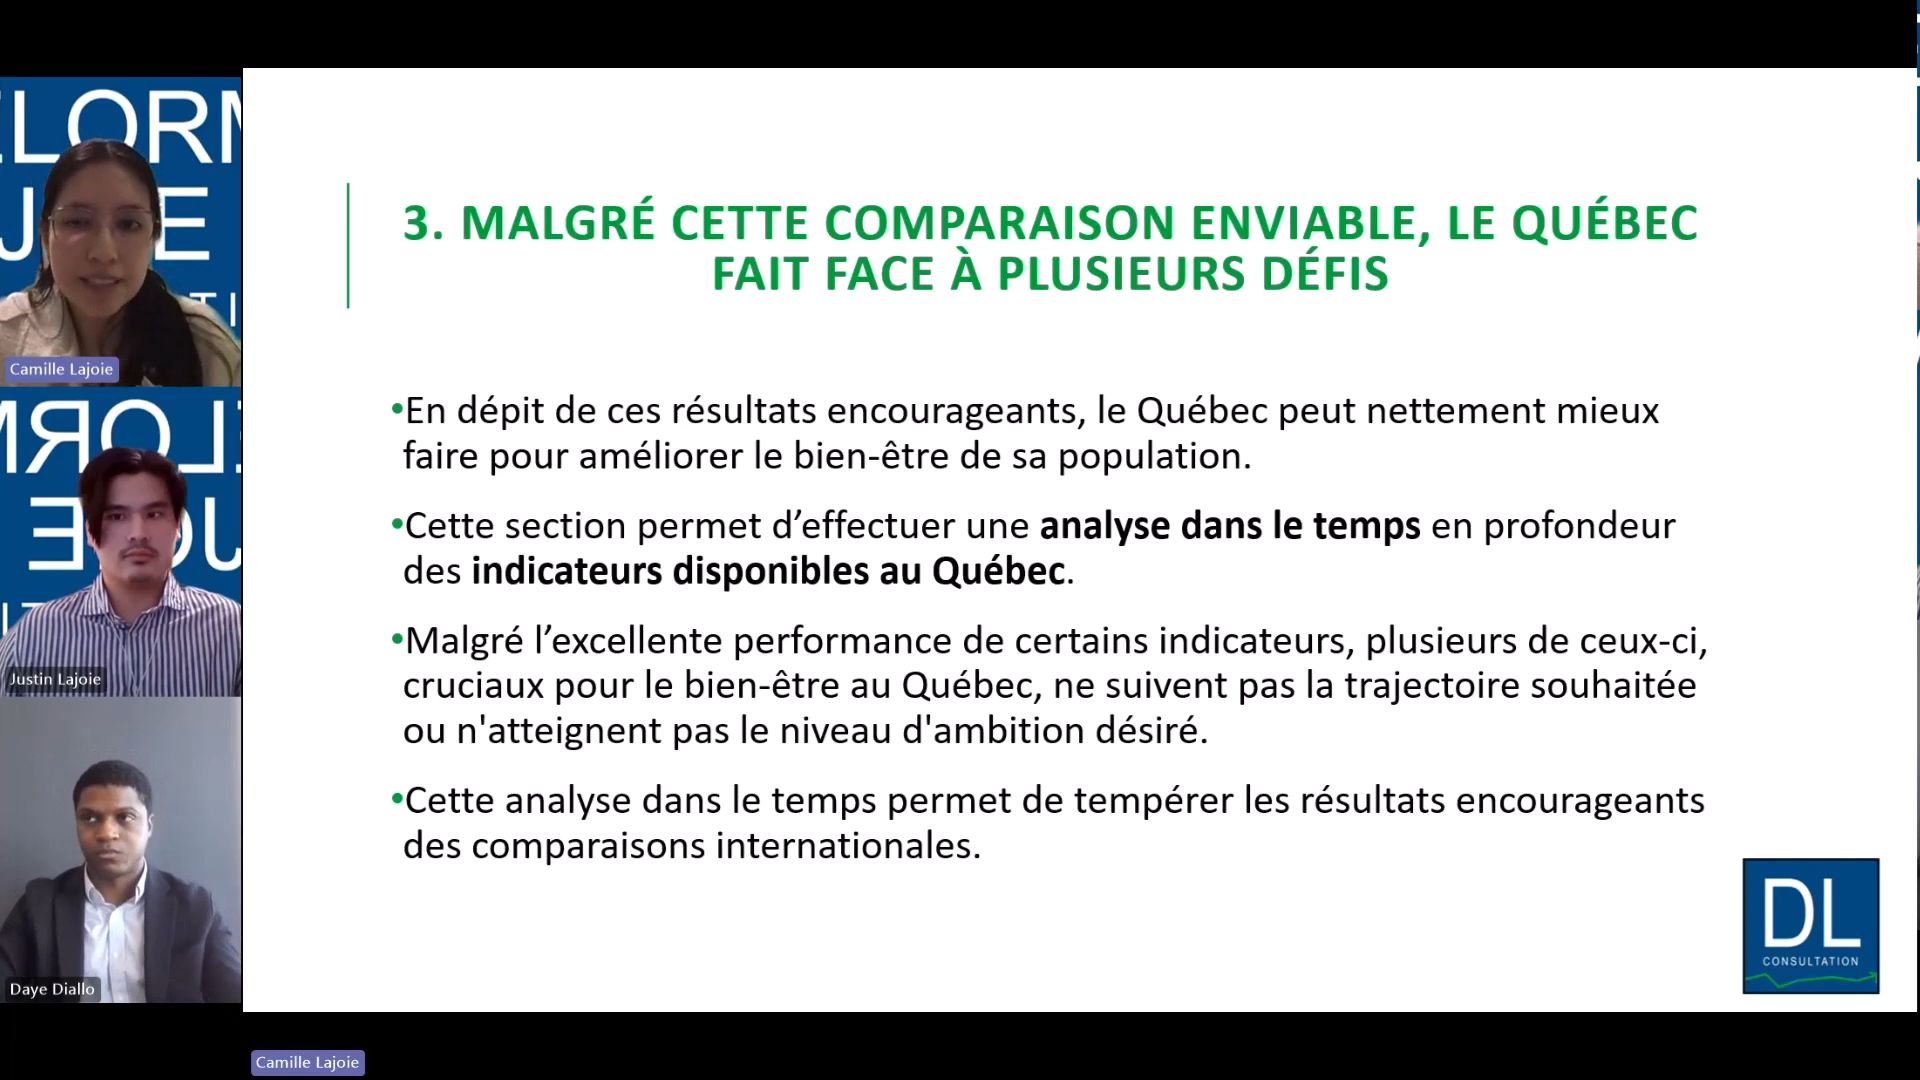 ELORM
J E
TI
Camille Lajoie
Justin Lajoie
Daye Diallo
3. MALGRÉ CETTE COMPARAISON ENVIABLE, LE QUÉBEC
FAIT FACE À PLUSIEURS DÉFIS
•En dépit de ces résultats encourageants, le Québec peut nettement mieux
faire pour améliorer le bien-être de sa population.
•Cette section permet d’effectuer une analyse dans le temps en profondeur
des indicateurs disponibles au Québec.
•Malgré l’excellente performance de certains indicateurs, plusieurs de ceux-ci,
cruciaux pour le bien-être au Québec, ne suivent pas la trajectoire souhaitée
ou n'atteignent pas le niveau d'ambition désiré.
•Cette analyse dans le temps permet de tempérer les résultats encourageants
des comparaisons internationales.
DL
CONSULTATION
Camille Lajoie